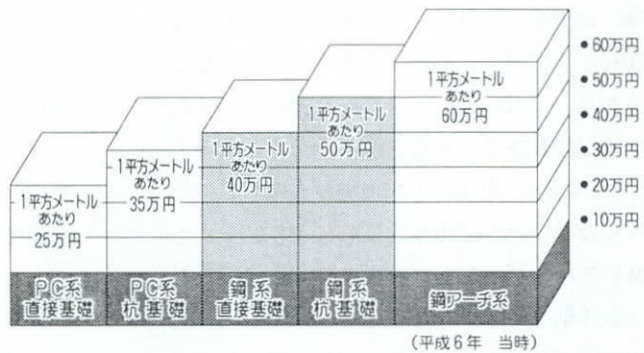 1平方メートル
あたり
25万円
1平方メートル
あたり
35万円
1平方メートル
あたり
40万円
1平方メートル
あたり
50万円
1平方メートル
あたり
60万円
●60万円
●50万円
●40万円
●30万円
●20万円
●10万円
PC系
直接基礎
PC系
杭基礎
鋼系
直接基礎
鋼系
杭基礎
鋼アーチ系
(平成6年 当時)